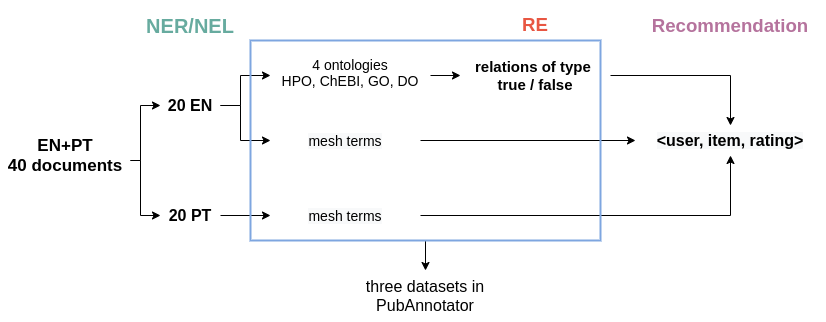 NER/NEL
RE
Recommendation
4 ontologies
HPO, ChEBI, GO, DO
relations of type
true / false
20 EN
EN+PT
40 documents
mesh terms
<user, item, rating>
20 PT
mesh terms
three datasets in
PubAnnotator